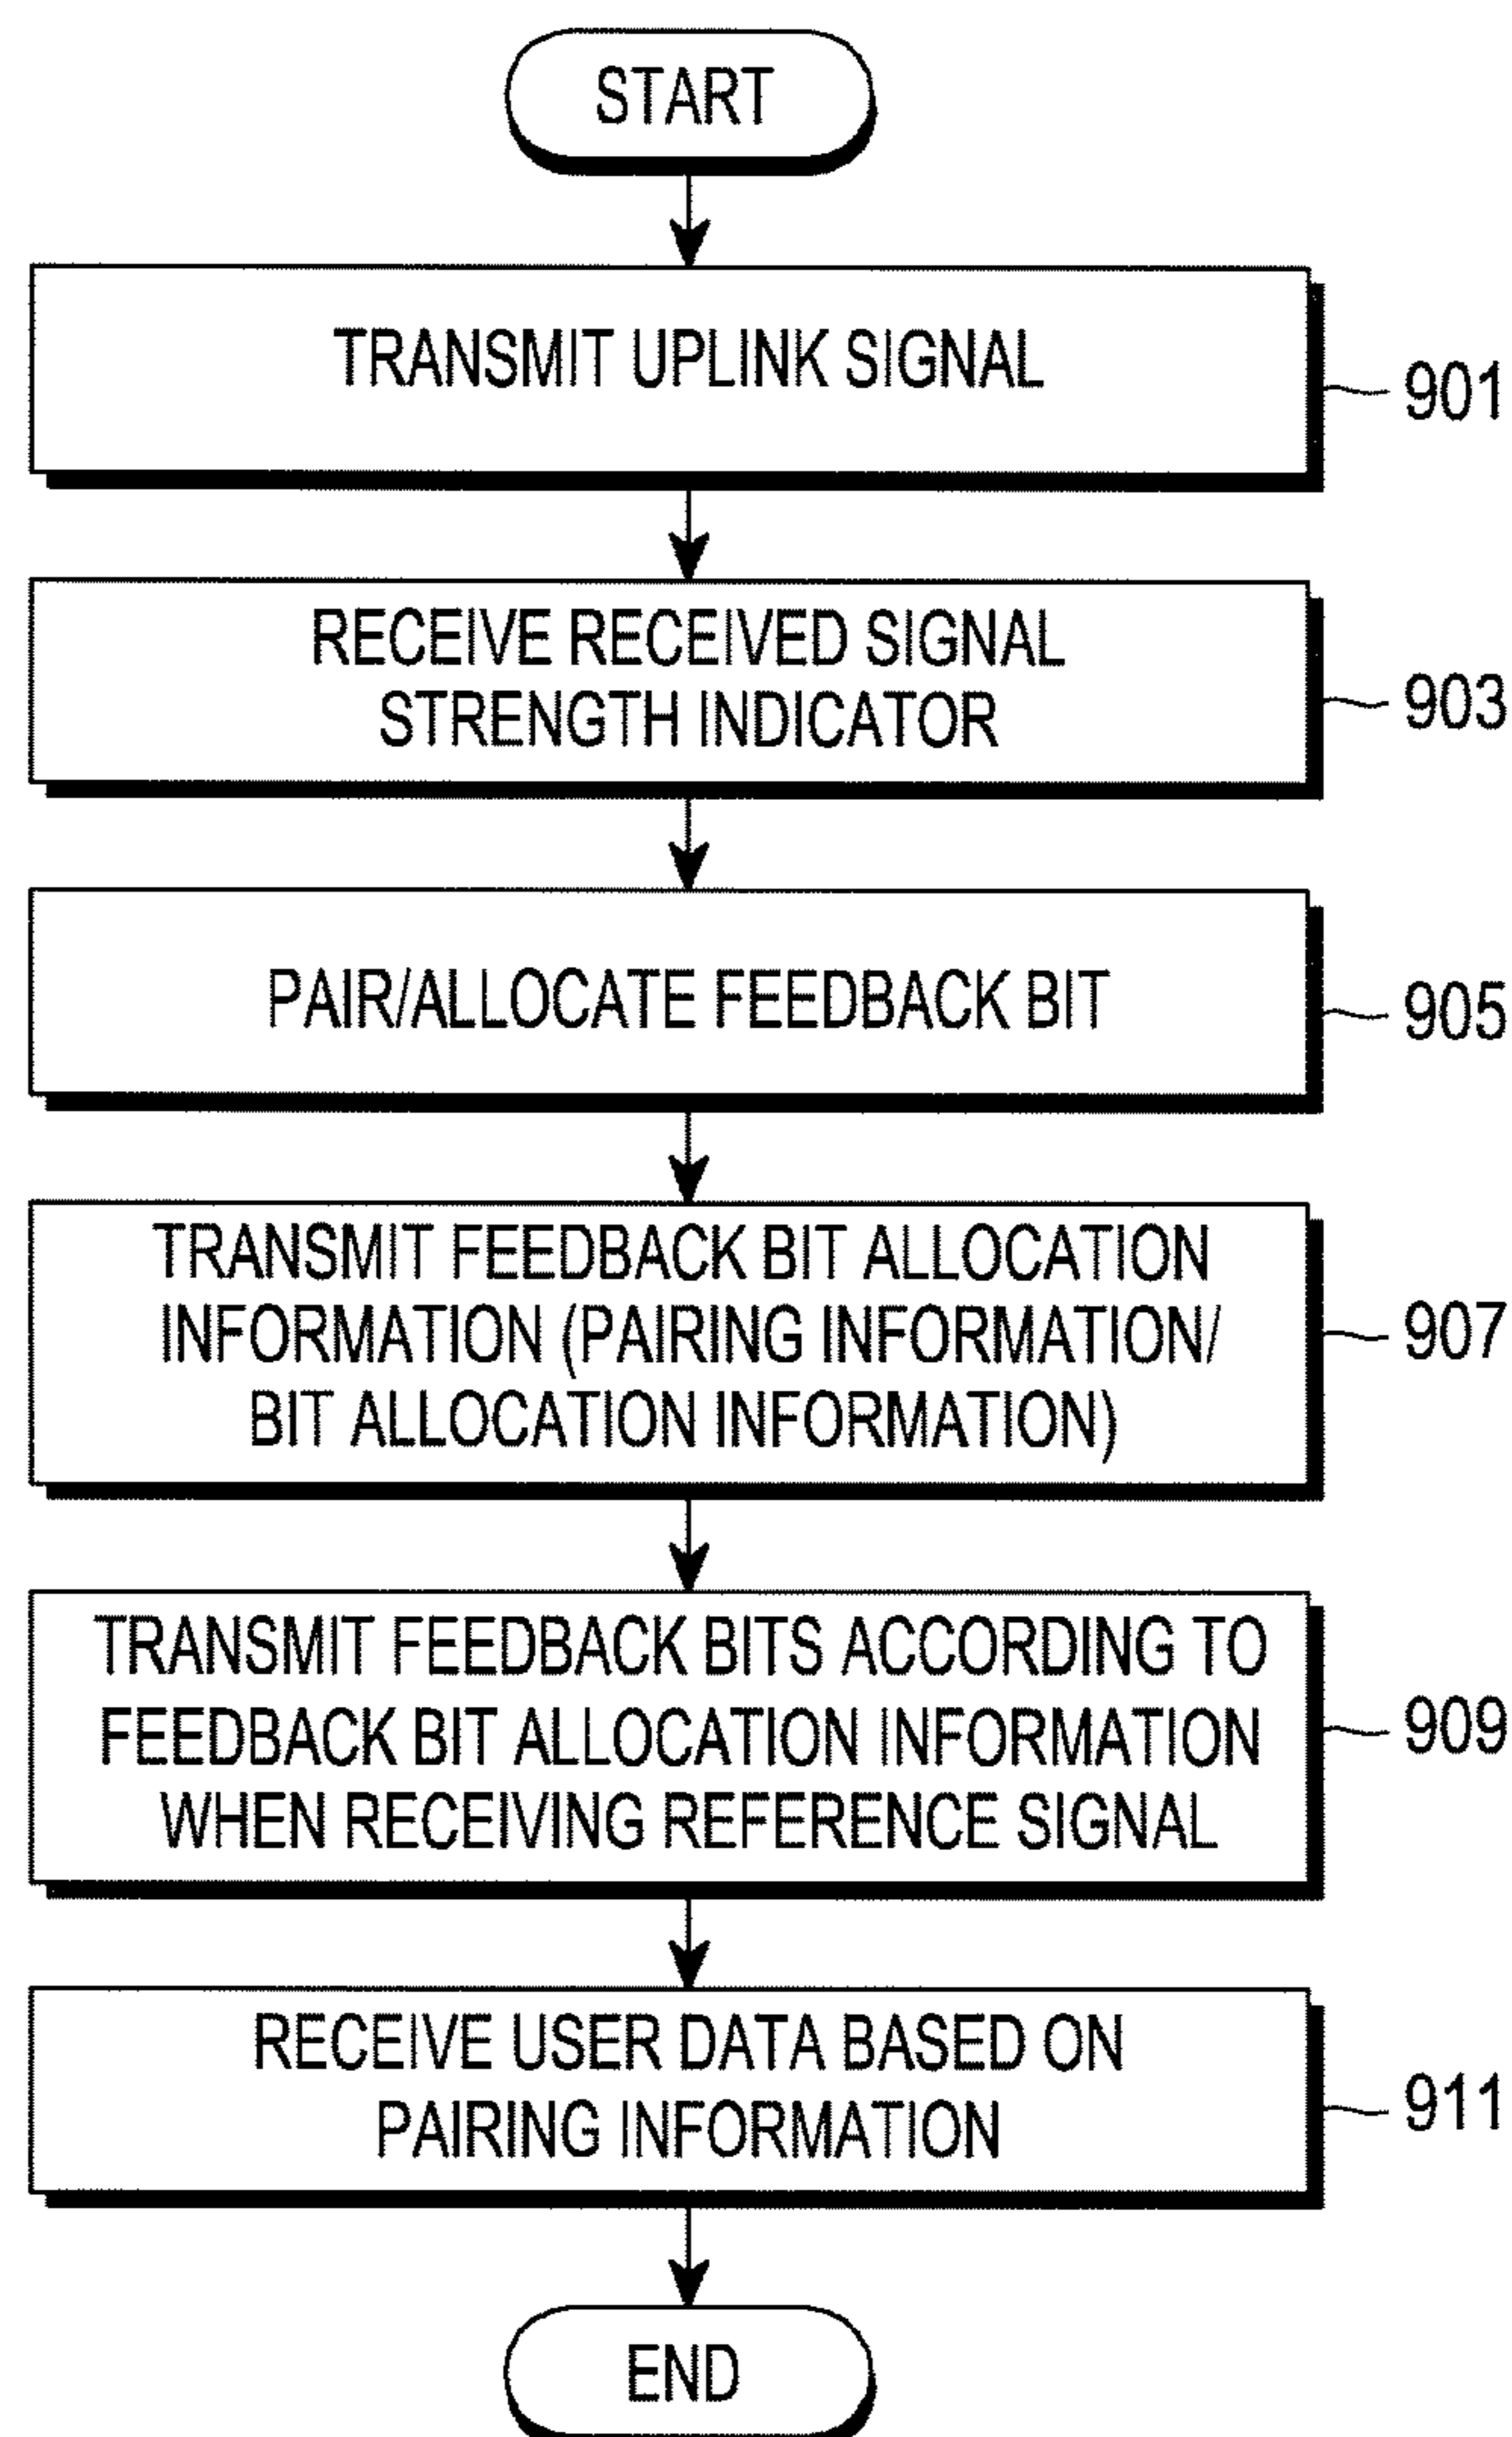 START
TRANSMIT UPLINK SIGNAL
901
RECEIVE RECEIVED SIGNAL
STRENGTH INDICATOR
903
PAIR/ALLOCATE FEEDBACK BIT
905
TRANSMIT FEEDBACK BIT ALLOCATION
INFORMATION (PAIRING INFORMATION/
BIT ALLOCATION INFORMATION)
907
TRANSMIT FEEDBACK BITS ACCORDING TO
FEEDBACK BIT ALLOCATION INFORMATION
WHEN RECEIVING REFERENCE SIGNAL
909
RECEIVE USER DATA BASED ON
PAIRING INFORMATION
911
END